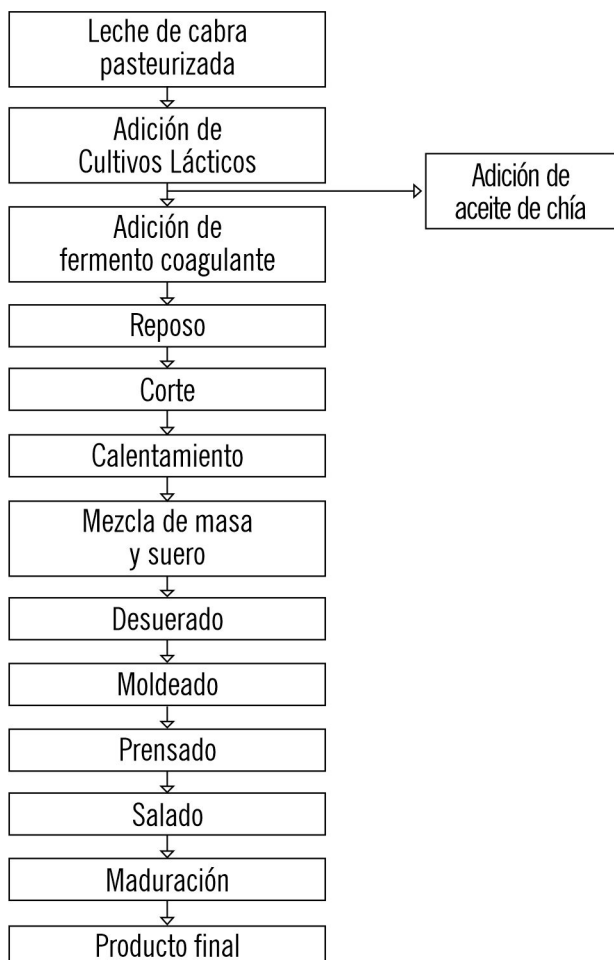 Leche de cabra
pasteurizada
Adición de
Cultivos Lácticos
Adición de
aceite de chía
Adición de
fermento coagulante
Reposo
Corte
Calentamiento
Mezcla de masa
y suero
Desuerado
Moldeado
Prensado
Salado
Maduración
Producto final